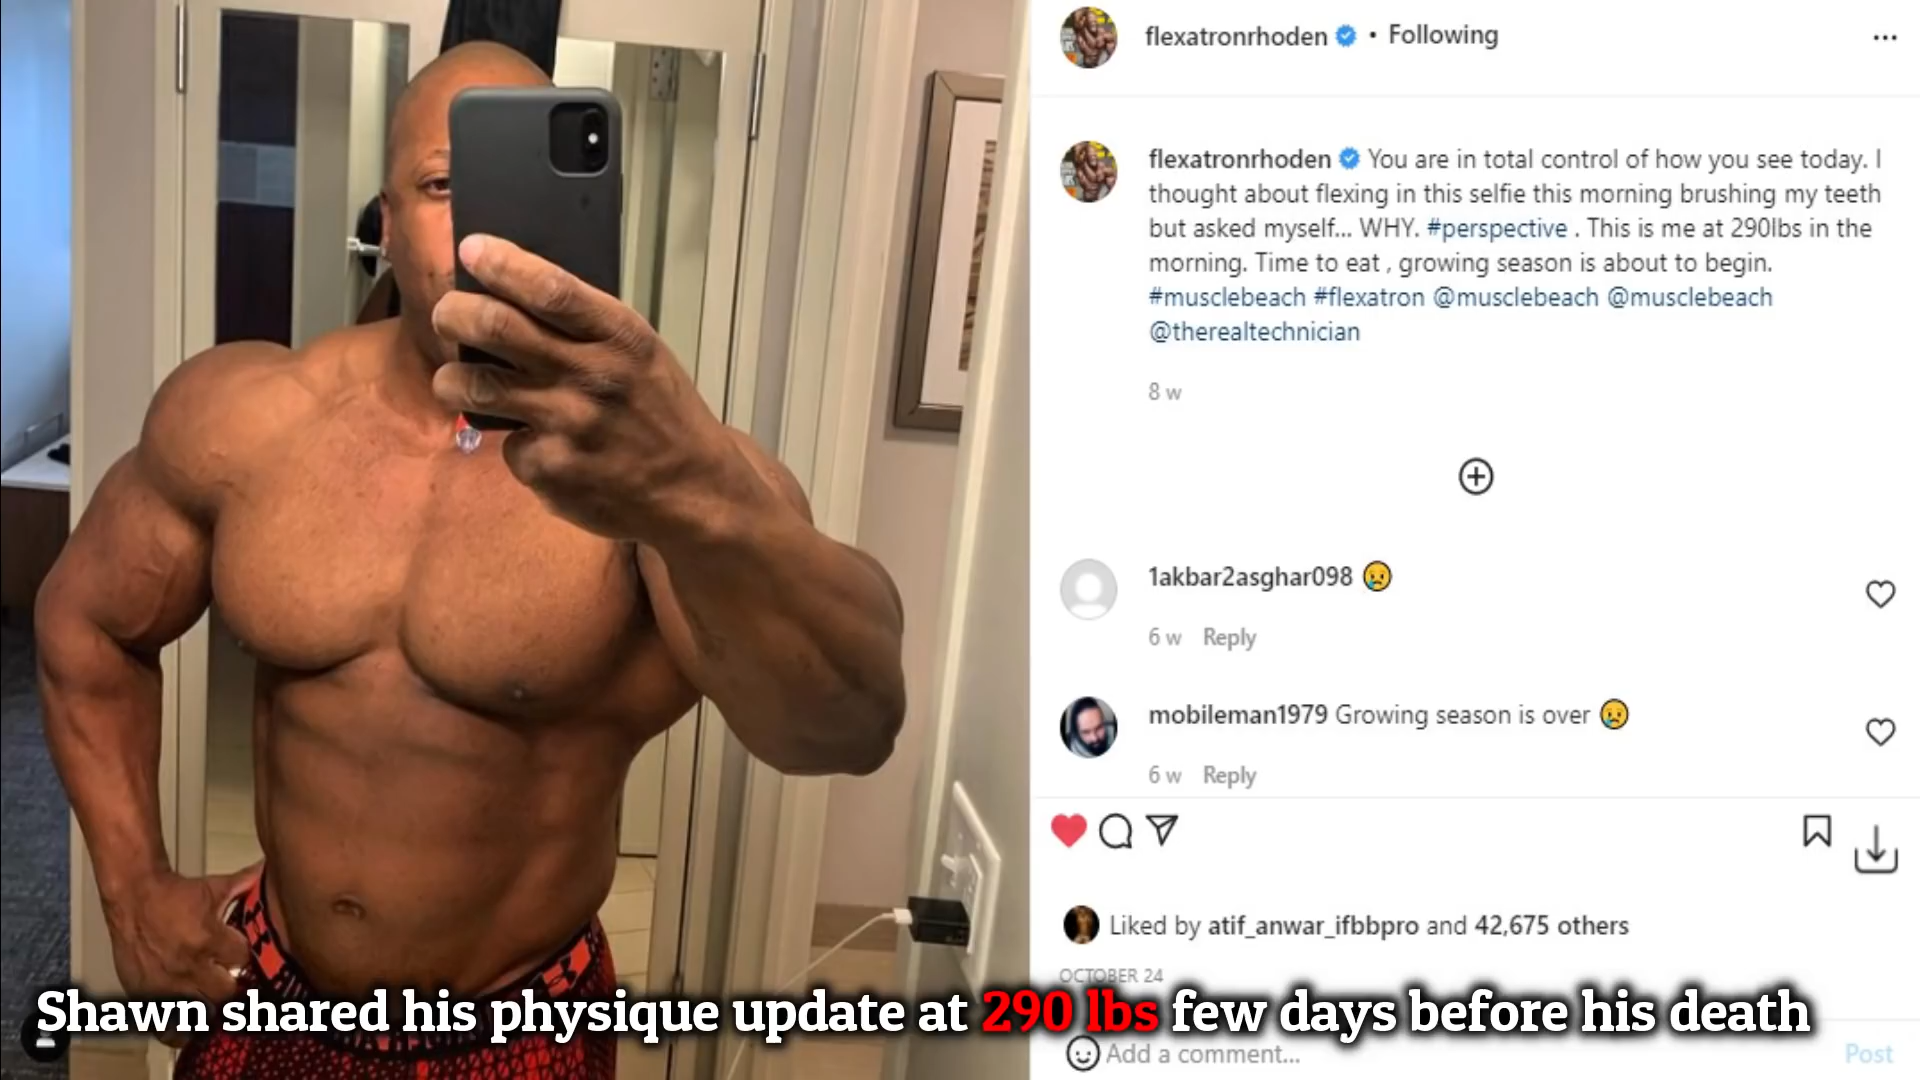 flexatronrhoden • Following
flexatronrhoden You are in total control of how you see today. I
thought about flexing in this selfie this morning brushing my teeth
but asked myself... WHY. #perspective . This is me at 290lbs in the
morning. Time to eat , growing season is about to begin.
#musclebeach #flexatron @musclebeach @musclebeach
@therealtechnician
8 w
1akbar2asghar098 😢
6 w Reply
mobileman1979 Growing season is over 😢
6 w Reply
Liked by atif_anwar_ifbbpro and 42,675 others
OCTOBER 24
Shawn shared his physique update at 290 lbs few days before his death
Add a comment...
Post